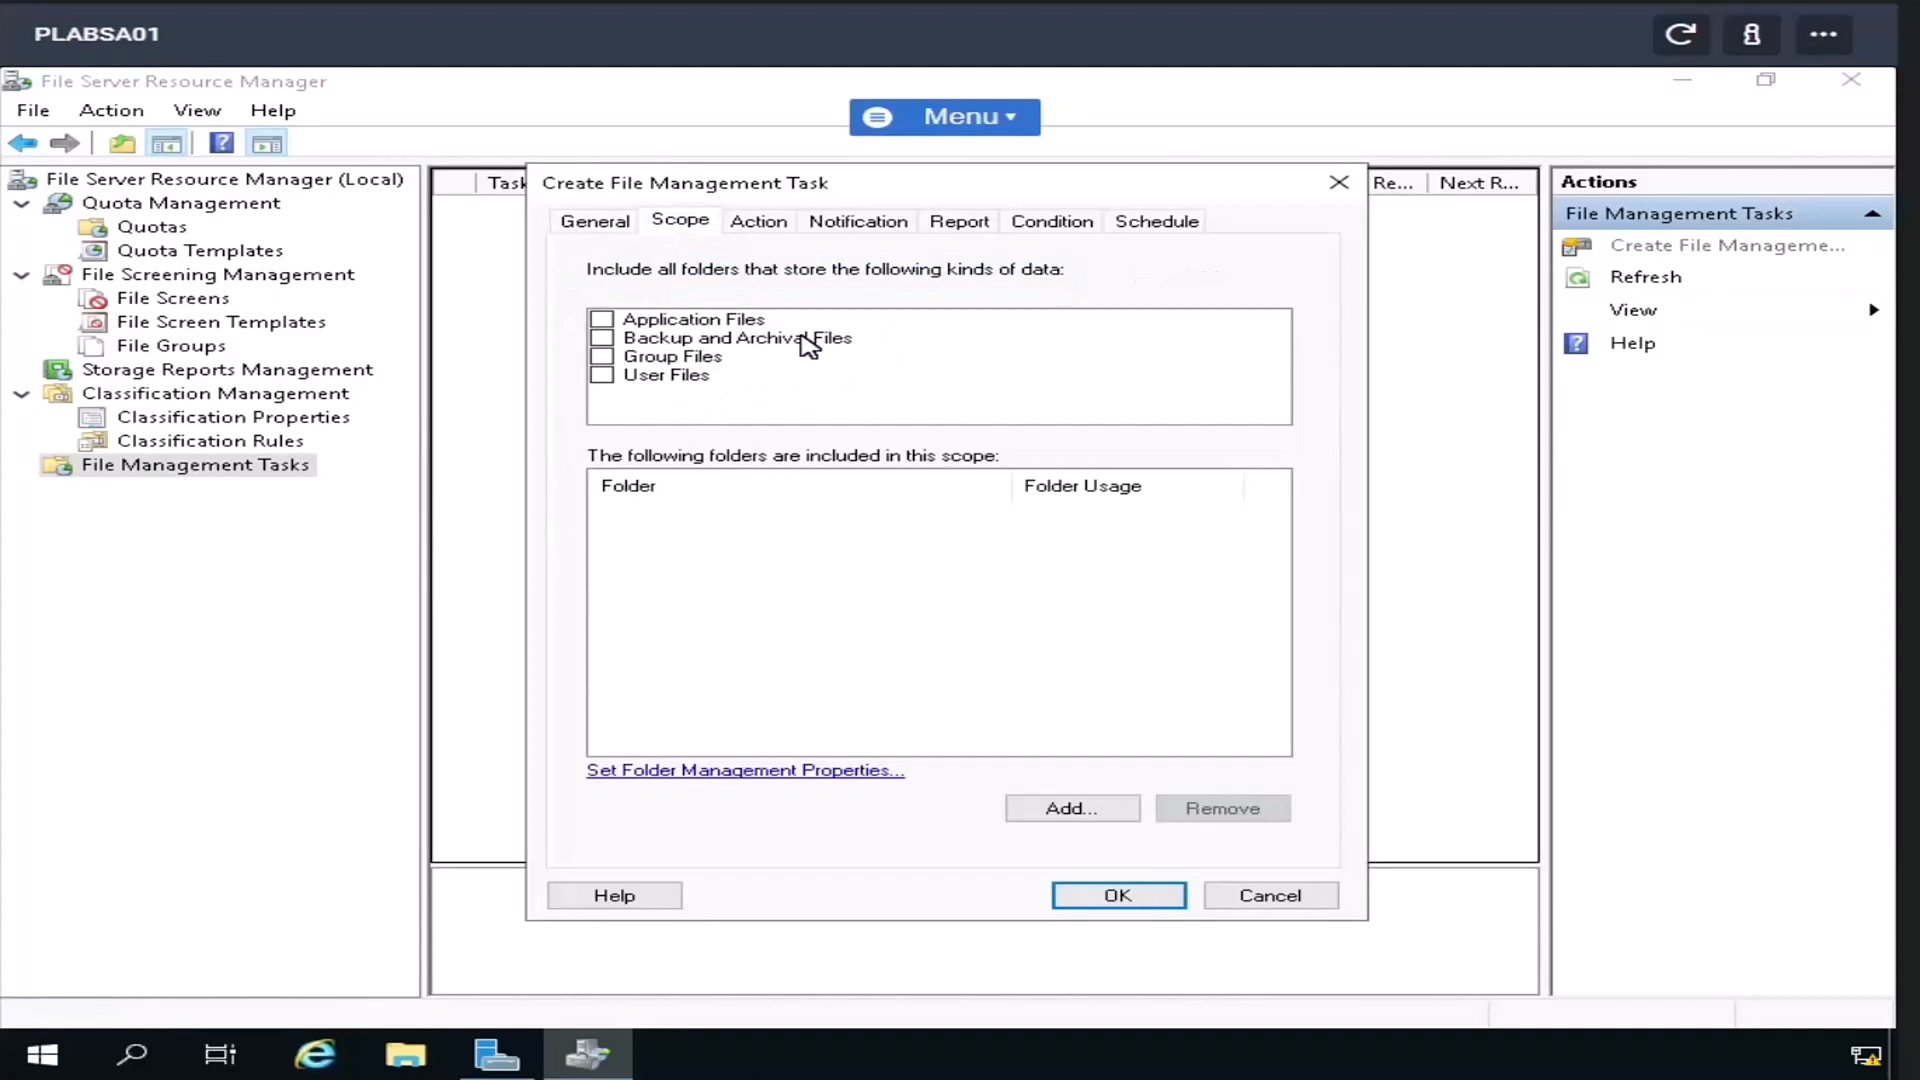 PLABSA01
File Server Resource Manager
File Action View Help
Menu
File Server Resource Manager (Local)
Quota Management
Quotas
Quota Templates
File Screening Management
File Screens
File Screen Templates
File Groups
Storage Reports Management
Classification Management
Classification Properties
Classification Rules
File Management Tasks
Task
Re... Next R...
Create File Management Task
General Scope Action Notification Report Condition Schedule
Include all folders that store the following kinds of data:
Application Files
Backup and Archival Files
Group Files
User Files
The following folders are included in this scope:
Folder Folder Usage
Set Folder Management Properties...
Add... Remove
Help OK Cancel
Actions
File Management Tasks
Create File Manageme...
Refresh
View
Help